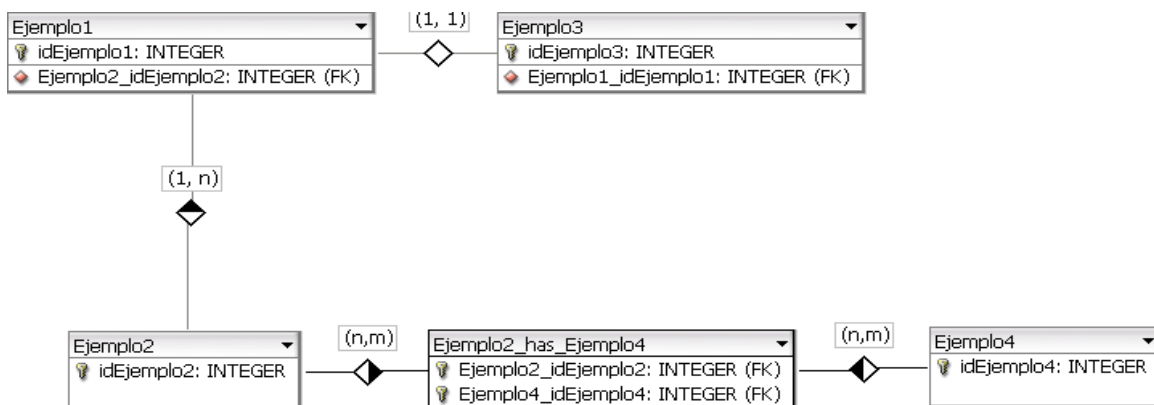 Ejemplo1
idEjemplo1: INTEGER
Ejemplo2_idEjemplo2: INTEGER (FK)
(1, 1)
Ejemplo3
idEjemplo3: INTEGER
Ejemplo1_idEjemplo1: INTEGER (FK)
(1, n)
Ejemplo2
idEjemplo2: INTEGER
(n,m)
Ejemplo2_has_Ejemplo4
Ejemplo2_idEjemplo2: INTEGER (FK)
Ejemplo4_idEjemplo4: INTEGER (FK)
(n,m)
Ejemplo4
idEjemplo4: INTEGER